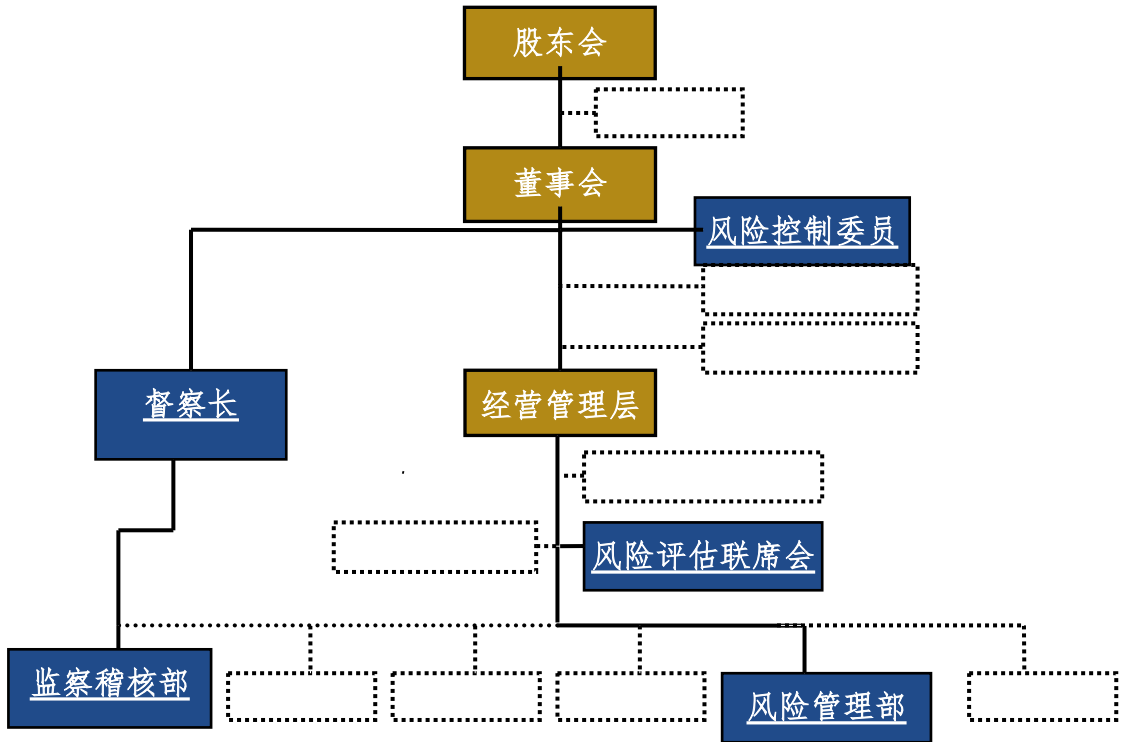 股东会
董事会
风险控制委员
督察长
经营管理层
风险评估联席会
监察稽核部
风险管理部